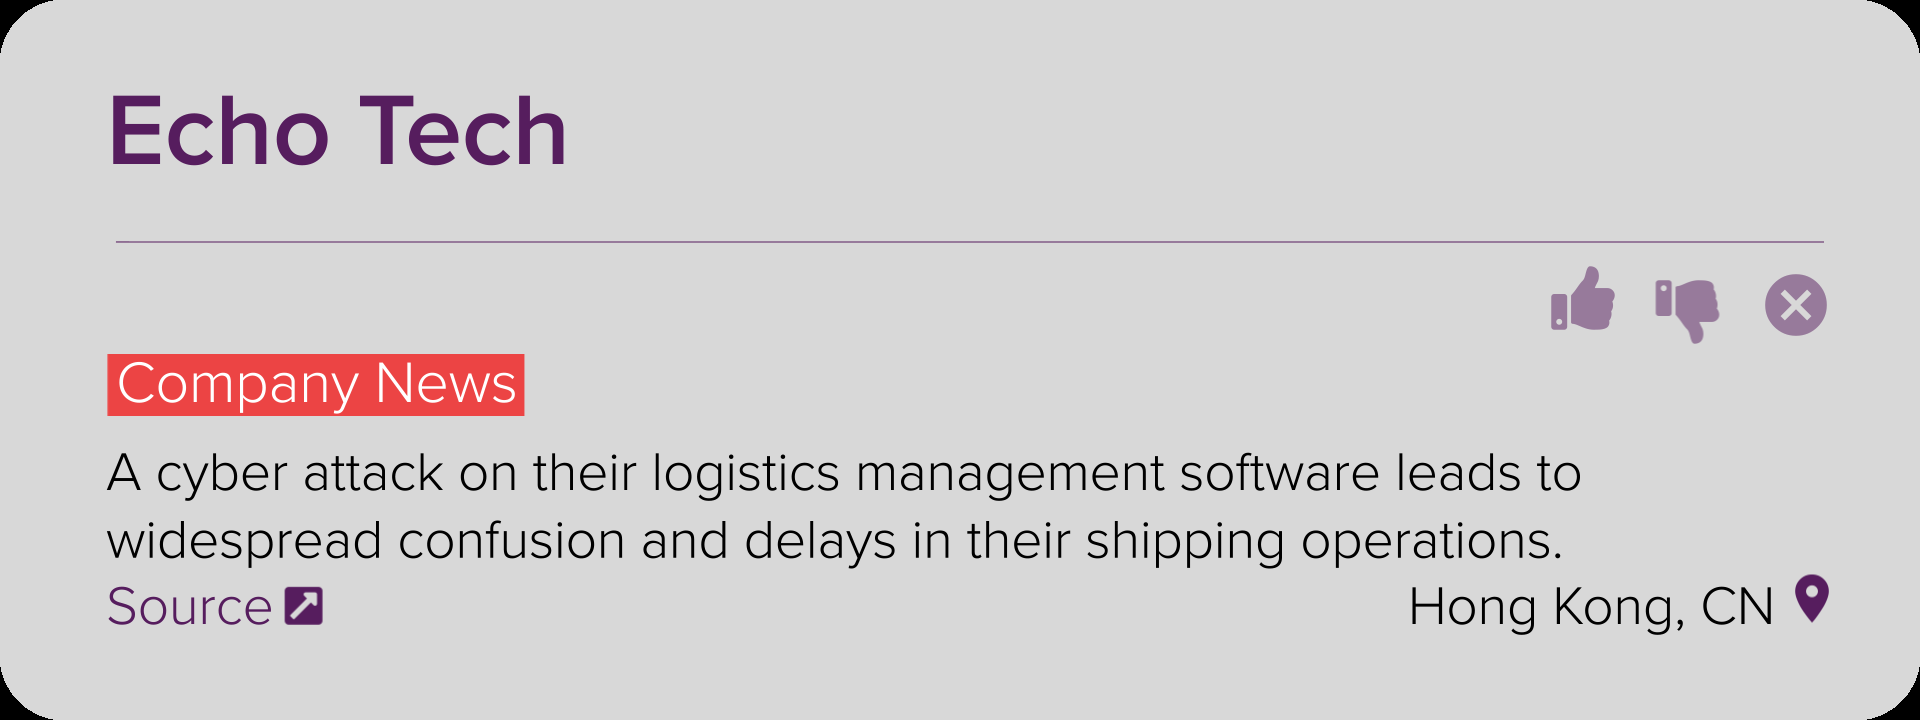 Echo Tech
Company News
A cyber attack on their logistics management software leads to
widespread confusion and delays in their shipping operations.
Source
Hong Kong, CN